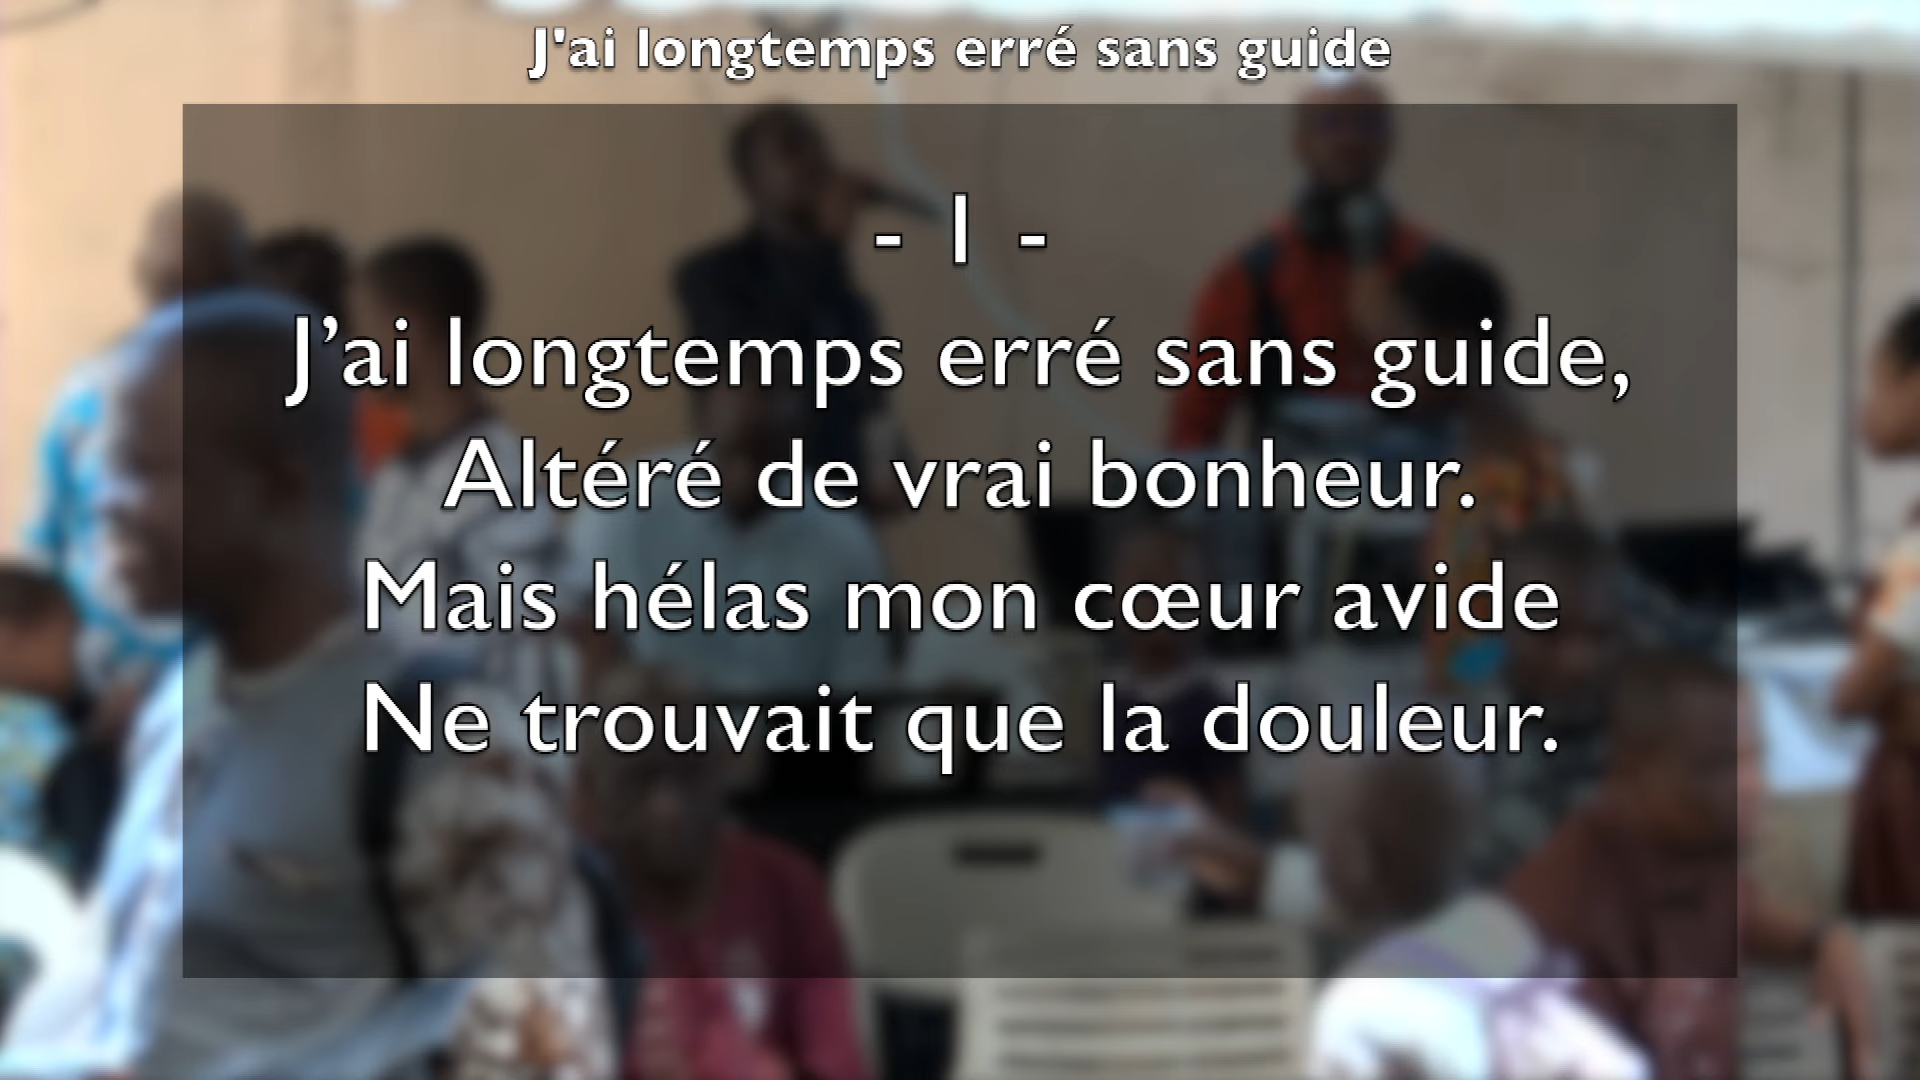 J'ai longtemps erré sans guide
- 1 -
J’ai longtemps erré sans guide,
Altéré de vrai bonheur.
Mais hélas mon cœur avide
Ne trouvait que la douleur.